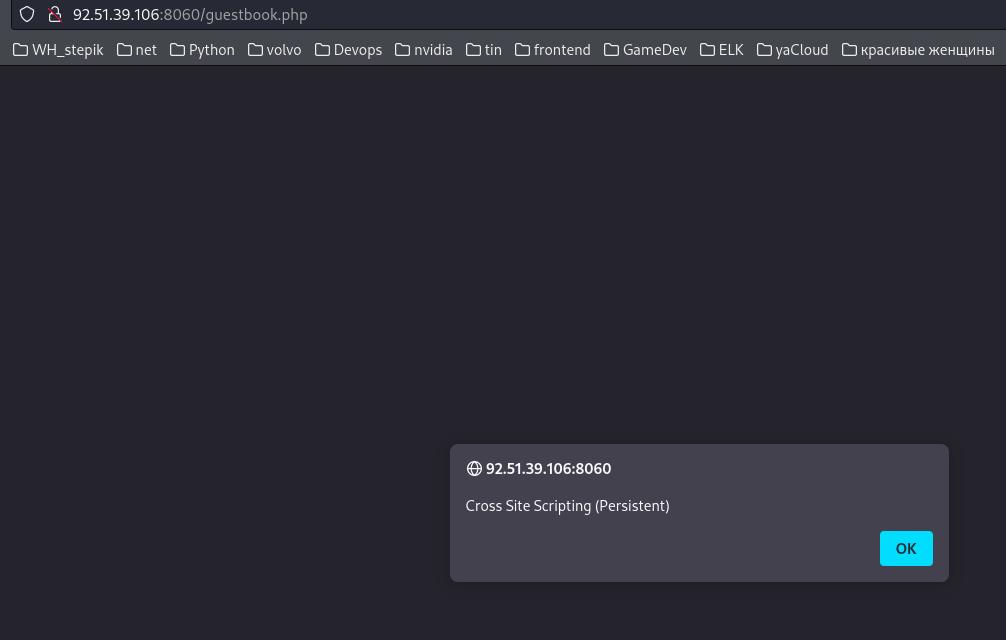 92.51.39.106:8060/guestbook.php
WH_stepik net Python volvo Devops nvidia tin frontend GameDev ELK yaCloud красивые женщины
92.51.39.106:8060
Cross Site Scripting (Persistent)
OK